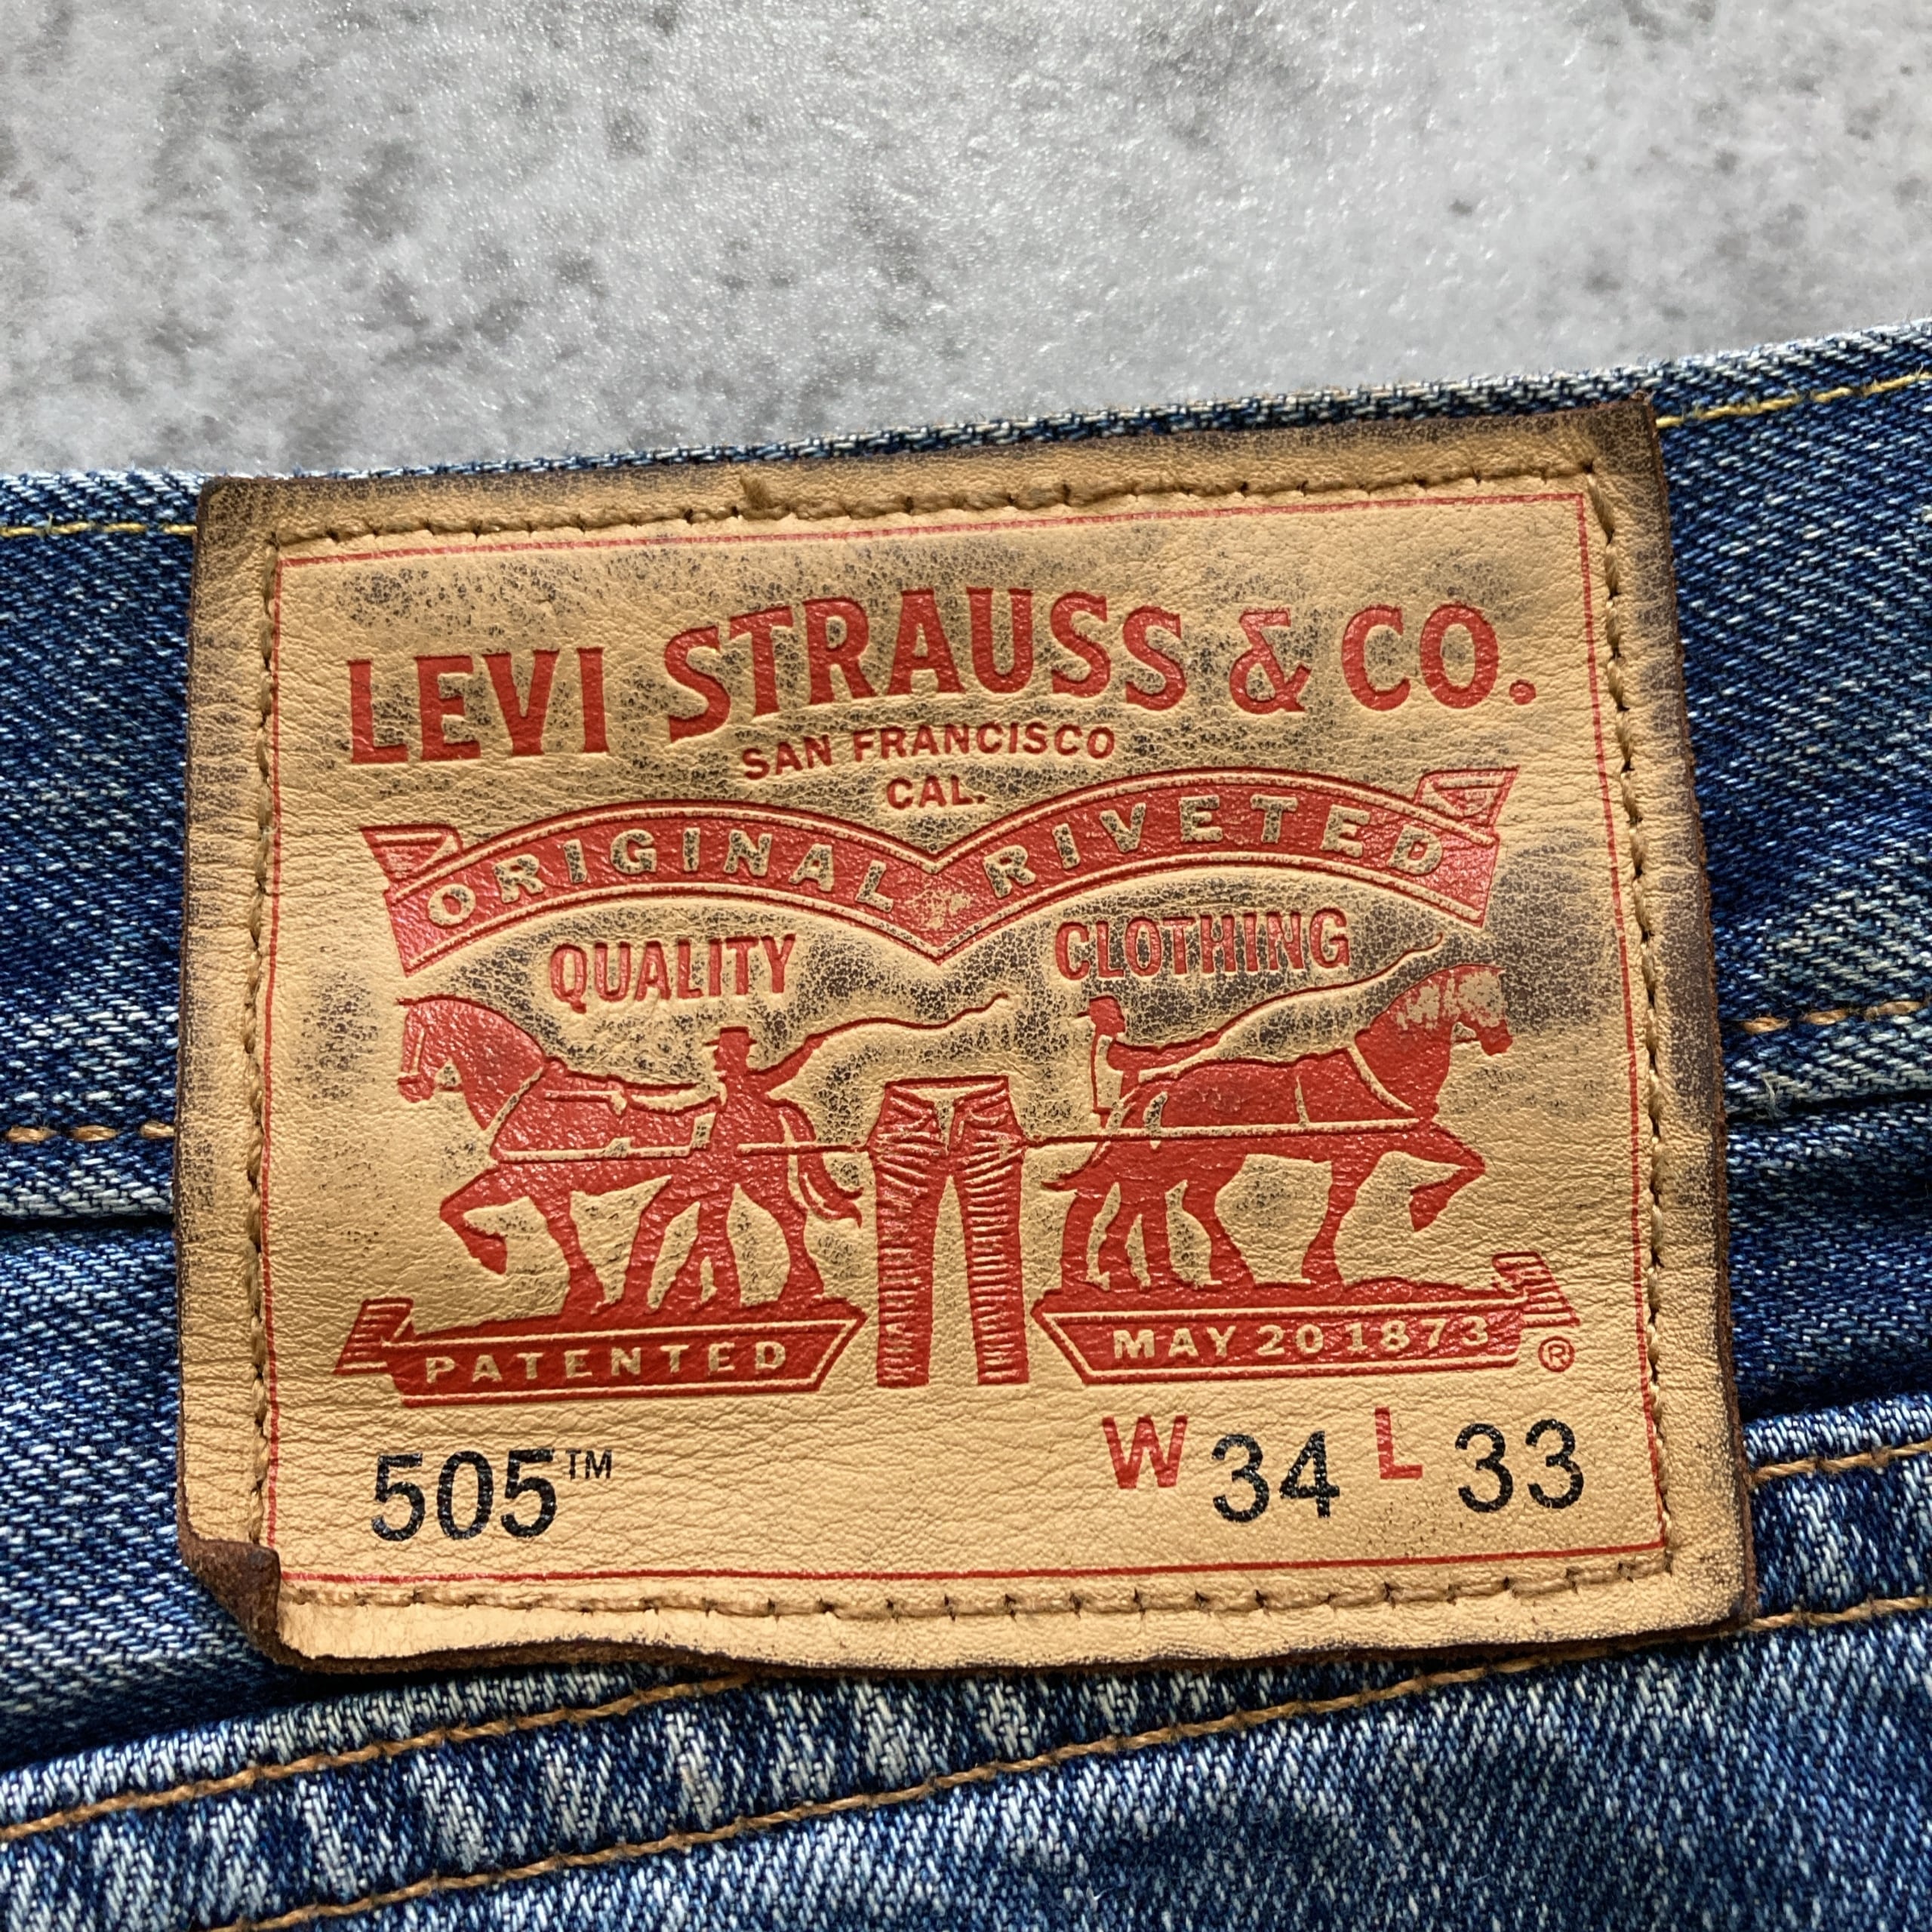 LEVI STRAUSS & CO.
SAN FRANCISCO
CAL.
ORIGINAL RIVETED
QUALITY CLOTHING
PATENTED MAY 20 1873 ®
505™ W 34 L 33